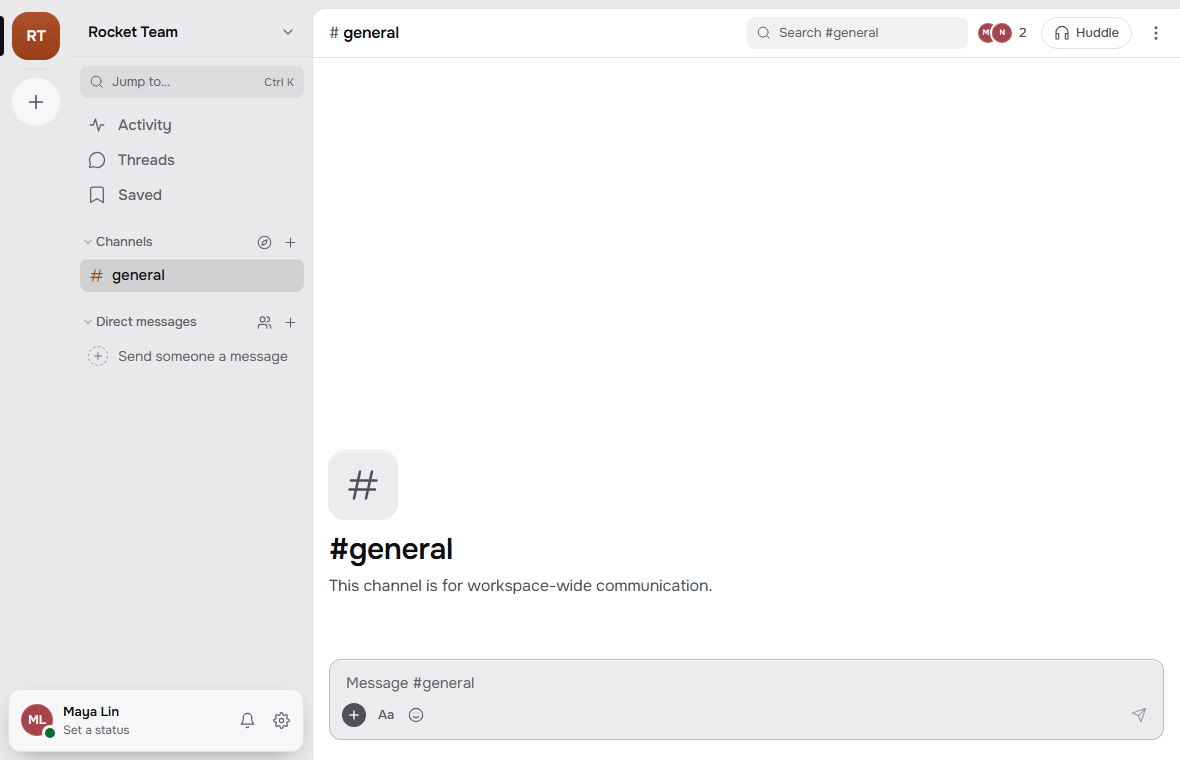 RT
Rocket Team
Jump to...
Ctrl K
Activity
Threads
Saved
Channels
# general
Direct messages
Send someone a message
ML
Maya Lin
Set a status
# general
Search #general
M
N
2
Huddle
#
#general
This channel is for workspace-wide communication.
Message #general
Aa